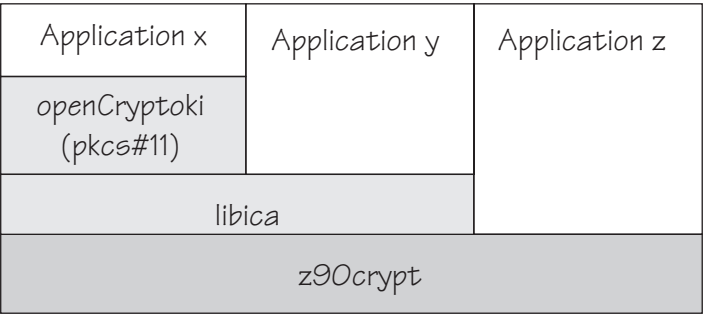 Application x
Application y
Application z
openCryptoki
(pkcs#11)
libica
z90crypt